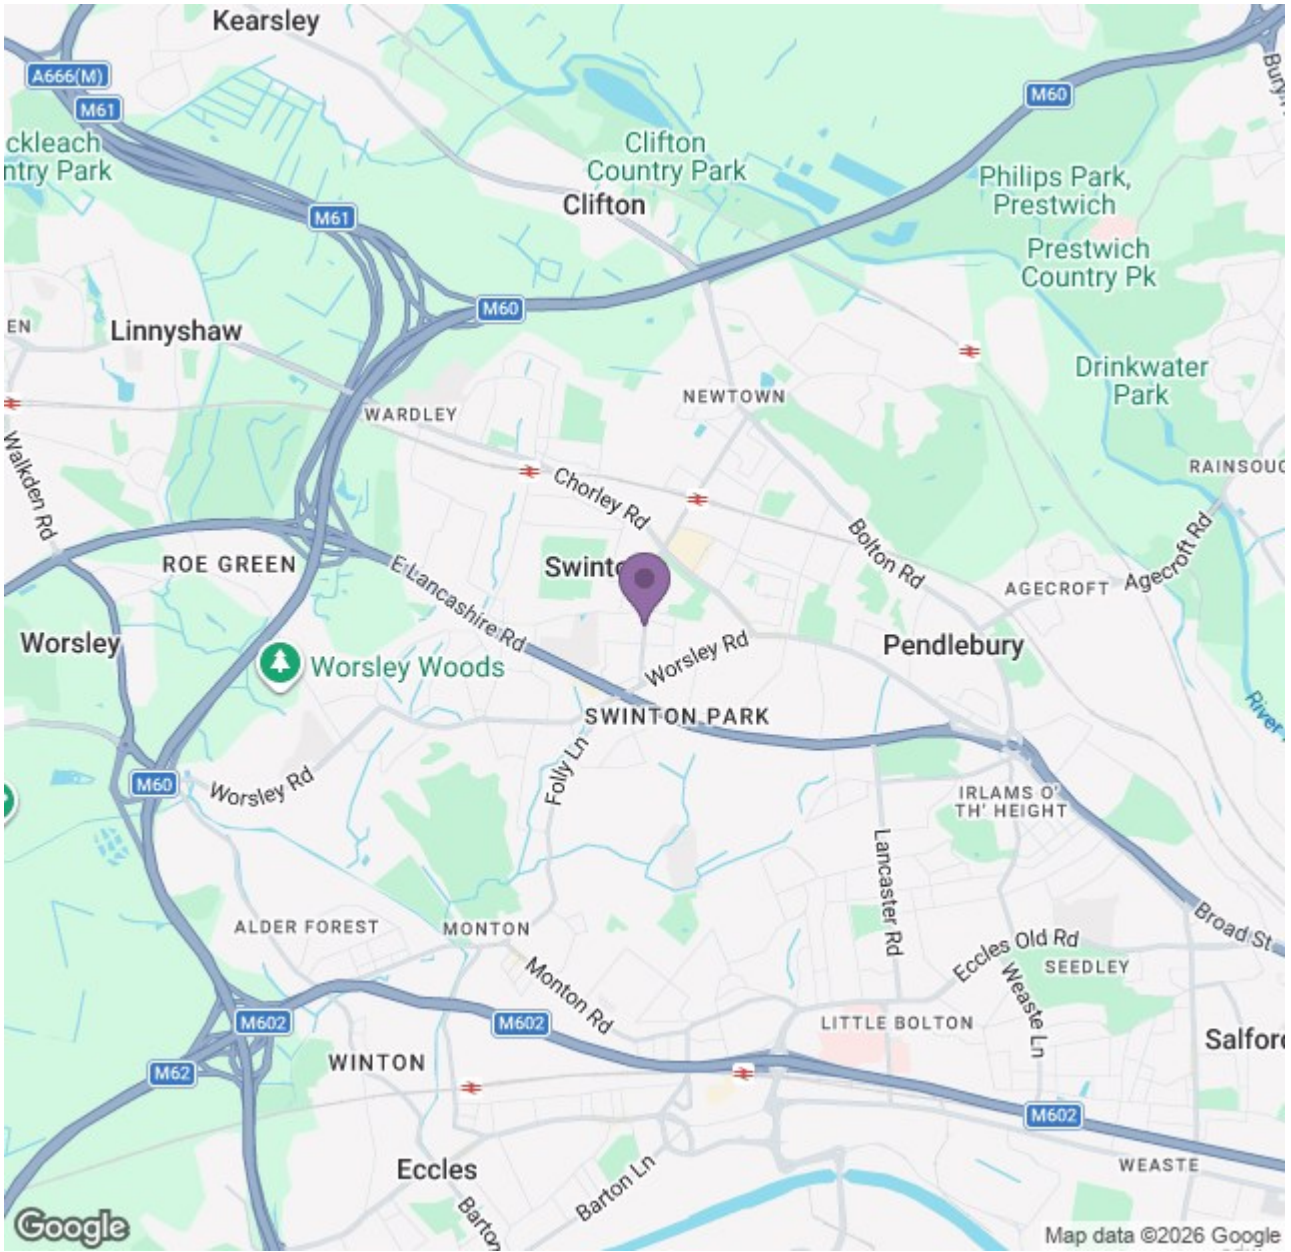 Kearsley
A666(M)
M61
M60
ckleach
ntry Park
Clifton
Country Park
Philips Park,
Prestwich
Clifton
M61
Prestwich
Country Pk
M60
EN
Linnyshaw
Drinkwater
Park
NEWTOWN
WARDLEY
Walkden Rd
RAINSOUG
Chorley Rd
Bolton Rd
Agecroft Rd
ROE GREEN
E Lancashire Rd
Swinto
AGECROFT
Worsley
Worsley Woods
Worsley Rd
Pendlebury
River
SWINTON PARK
Folly Ln
M60
Worsley Rd
IRLAMS O'
TH' HEIGHT
Lancaster Rd
ALDER FOREST
MONTON
Broad St
Eccles Old Rd
SEEDLEY
Monton Rd
Weaste Ln
M602
M602
LITTLE BOLTON
Salford
WINTON
M62
M602
Eccles
WEASTE
Barton Ln
Barton
Google
Map data ©2026 Google